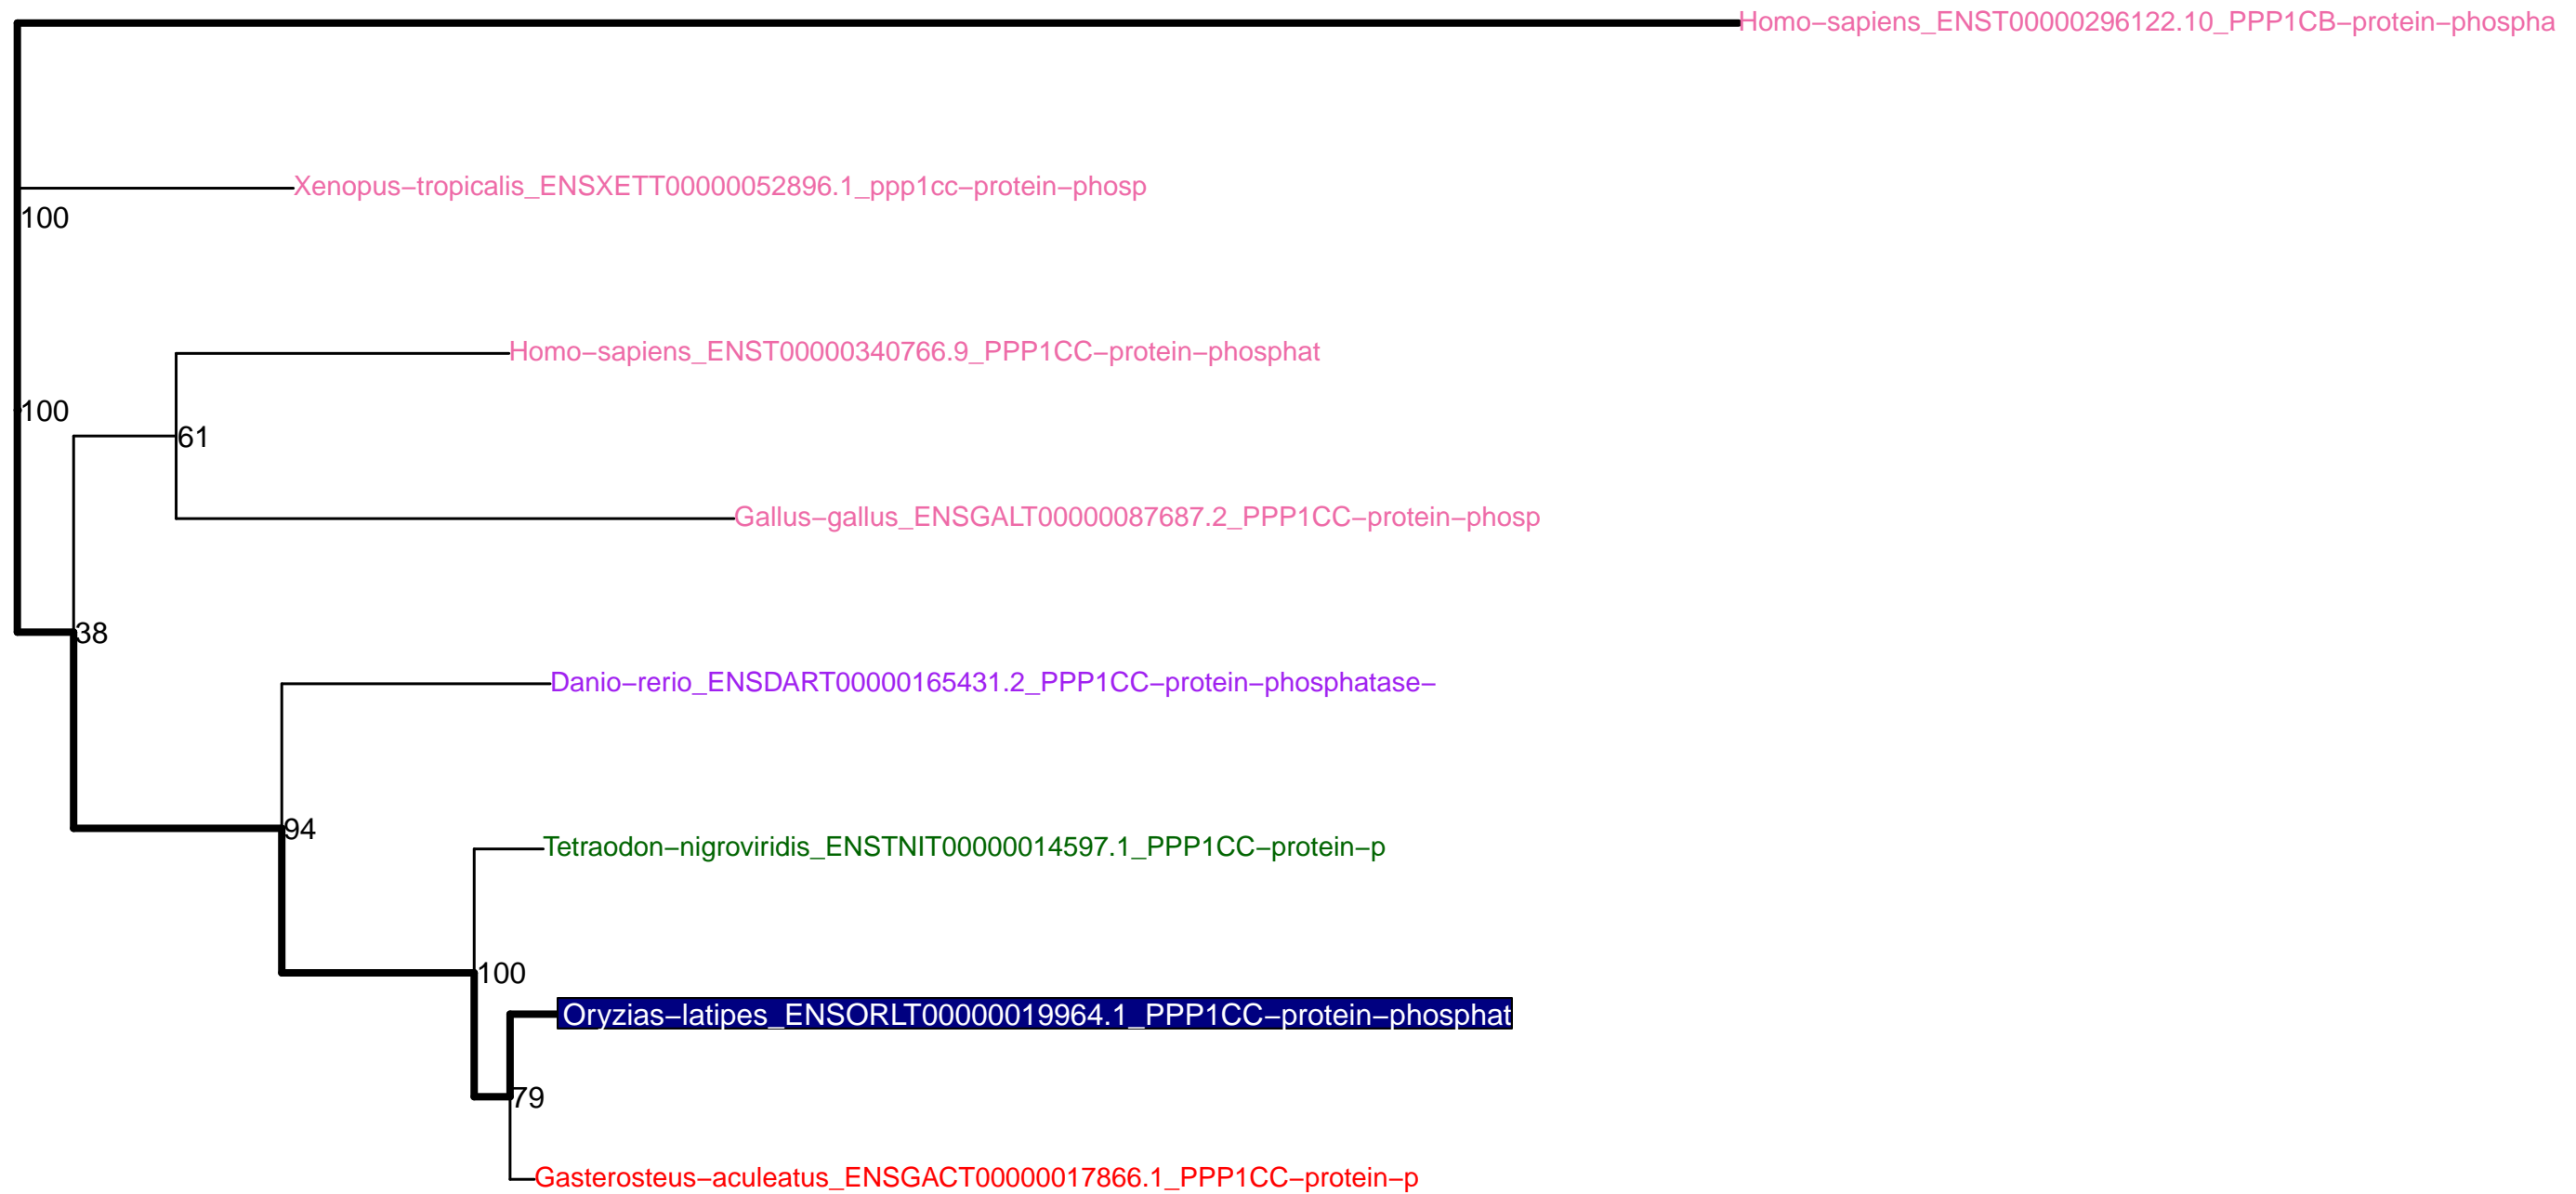 Homo−sapiens_ENST00000296122.10_PPP1CB−protein−phospha
Xenopus−tropicalis_ENSXETT00000052896.1_ppp1cc−protein−phosp
100
Homo−sapiens_ENST00000340766.9_PPP1CC−protein−phosphat
100
61
Gallus−gallus_ENSGALT00000087687.2_PPP1CC−protein−phosp
38
Danio−rerio_ENSDART00000165431.2_PPP1CC−protein−phosphatase−
94
Tetraodon−nigroviridis_ENSTNIT00000014597.1_PPP1CC−protein−p
100
Oryzias−latipes_ENSORLT00000019964.1_PPP1CC−protein−phosphat
79
Gasterosteus−aculeatus_ENSGACT00000017866.1_PPP1CC−protein−p